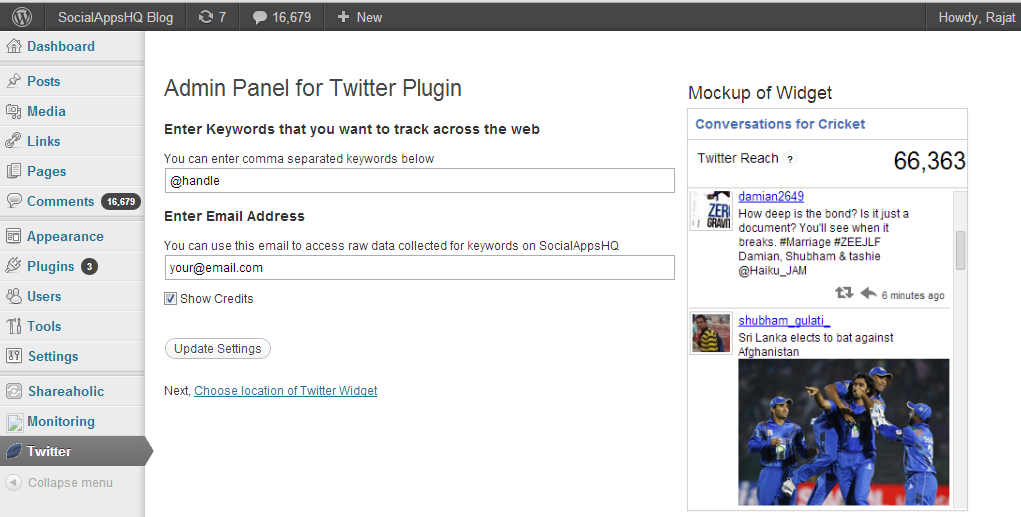 SocialAppsHQ Blog 7 16,679 + New Howdy, Rajat
Dashboard
Posts
Media
Links
Pages
Comments 16,679
Appearance
Plugins 3
Users
Tools
Settings
Shareaholic
Monitoring
Twitter
Collapse menu
Admin Panel for Twitter Plugin
Enter Keywords that you want to track across the web
You can enter comma separated keywords below
@handle
Enter Email Address
You can use this email to access raw data collected for keywords on SocialAppsHQ
your@email.com
Show Credits
Update Settings
Next, Choose location of Twitter Widget
Mockup of Widget
Conversations for Cricket
Twitter Reach ? 66,363
ZER
GRAVIT
damian2649
How deep is the bond? Is it just a
document? You'll see when it
breaks. #Marriage #ZEEJLF
Damian, Shubham & tashie
@Haiku_JAM
6 minutes ago
shubham_gulati_
Sri Lanka elects to bat against
Afghanistan